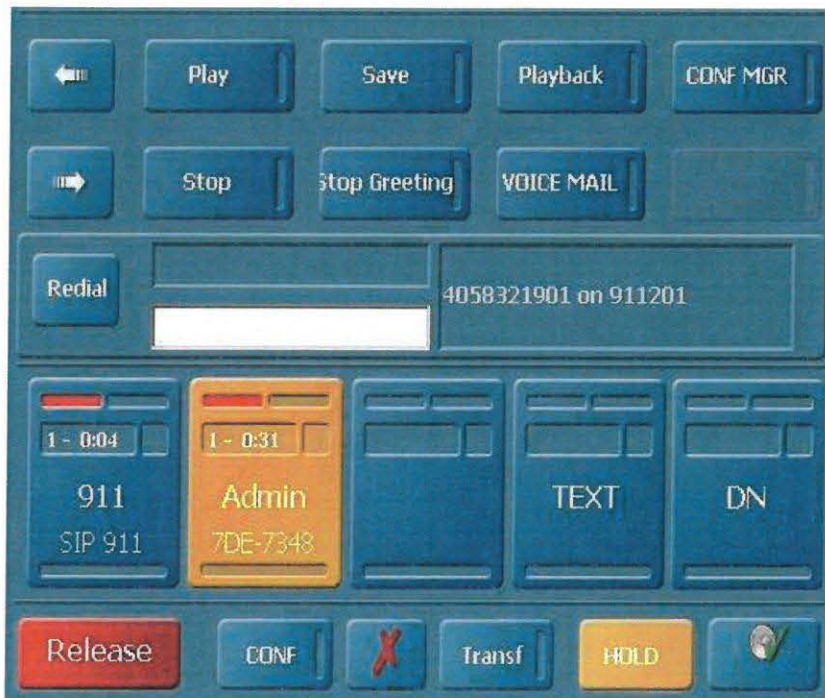 Play
Save
Playback
CONF MGR
Stop
Stop Greeting
VOICE MAIL
Redial
4058321901 on 911201
1 - 0:04
1 - 0:31
911
Admin
TEXT
DN
SIP 911
7DE-7348
Release
CONF
Transf
HOLD